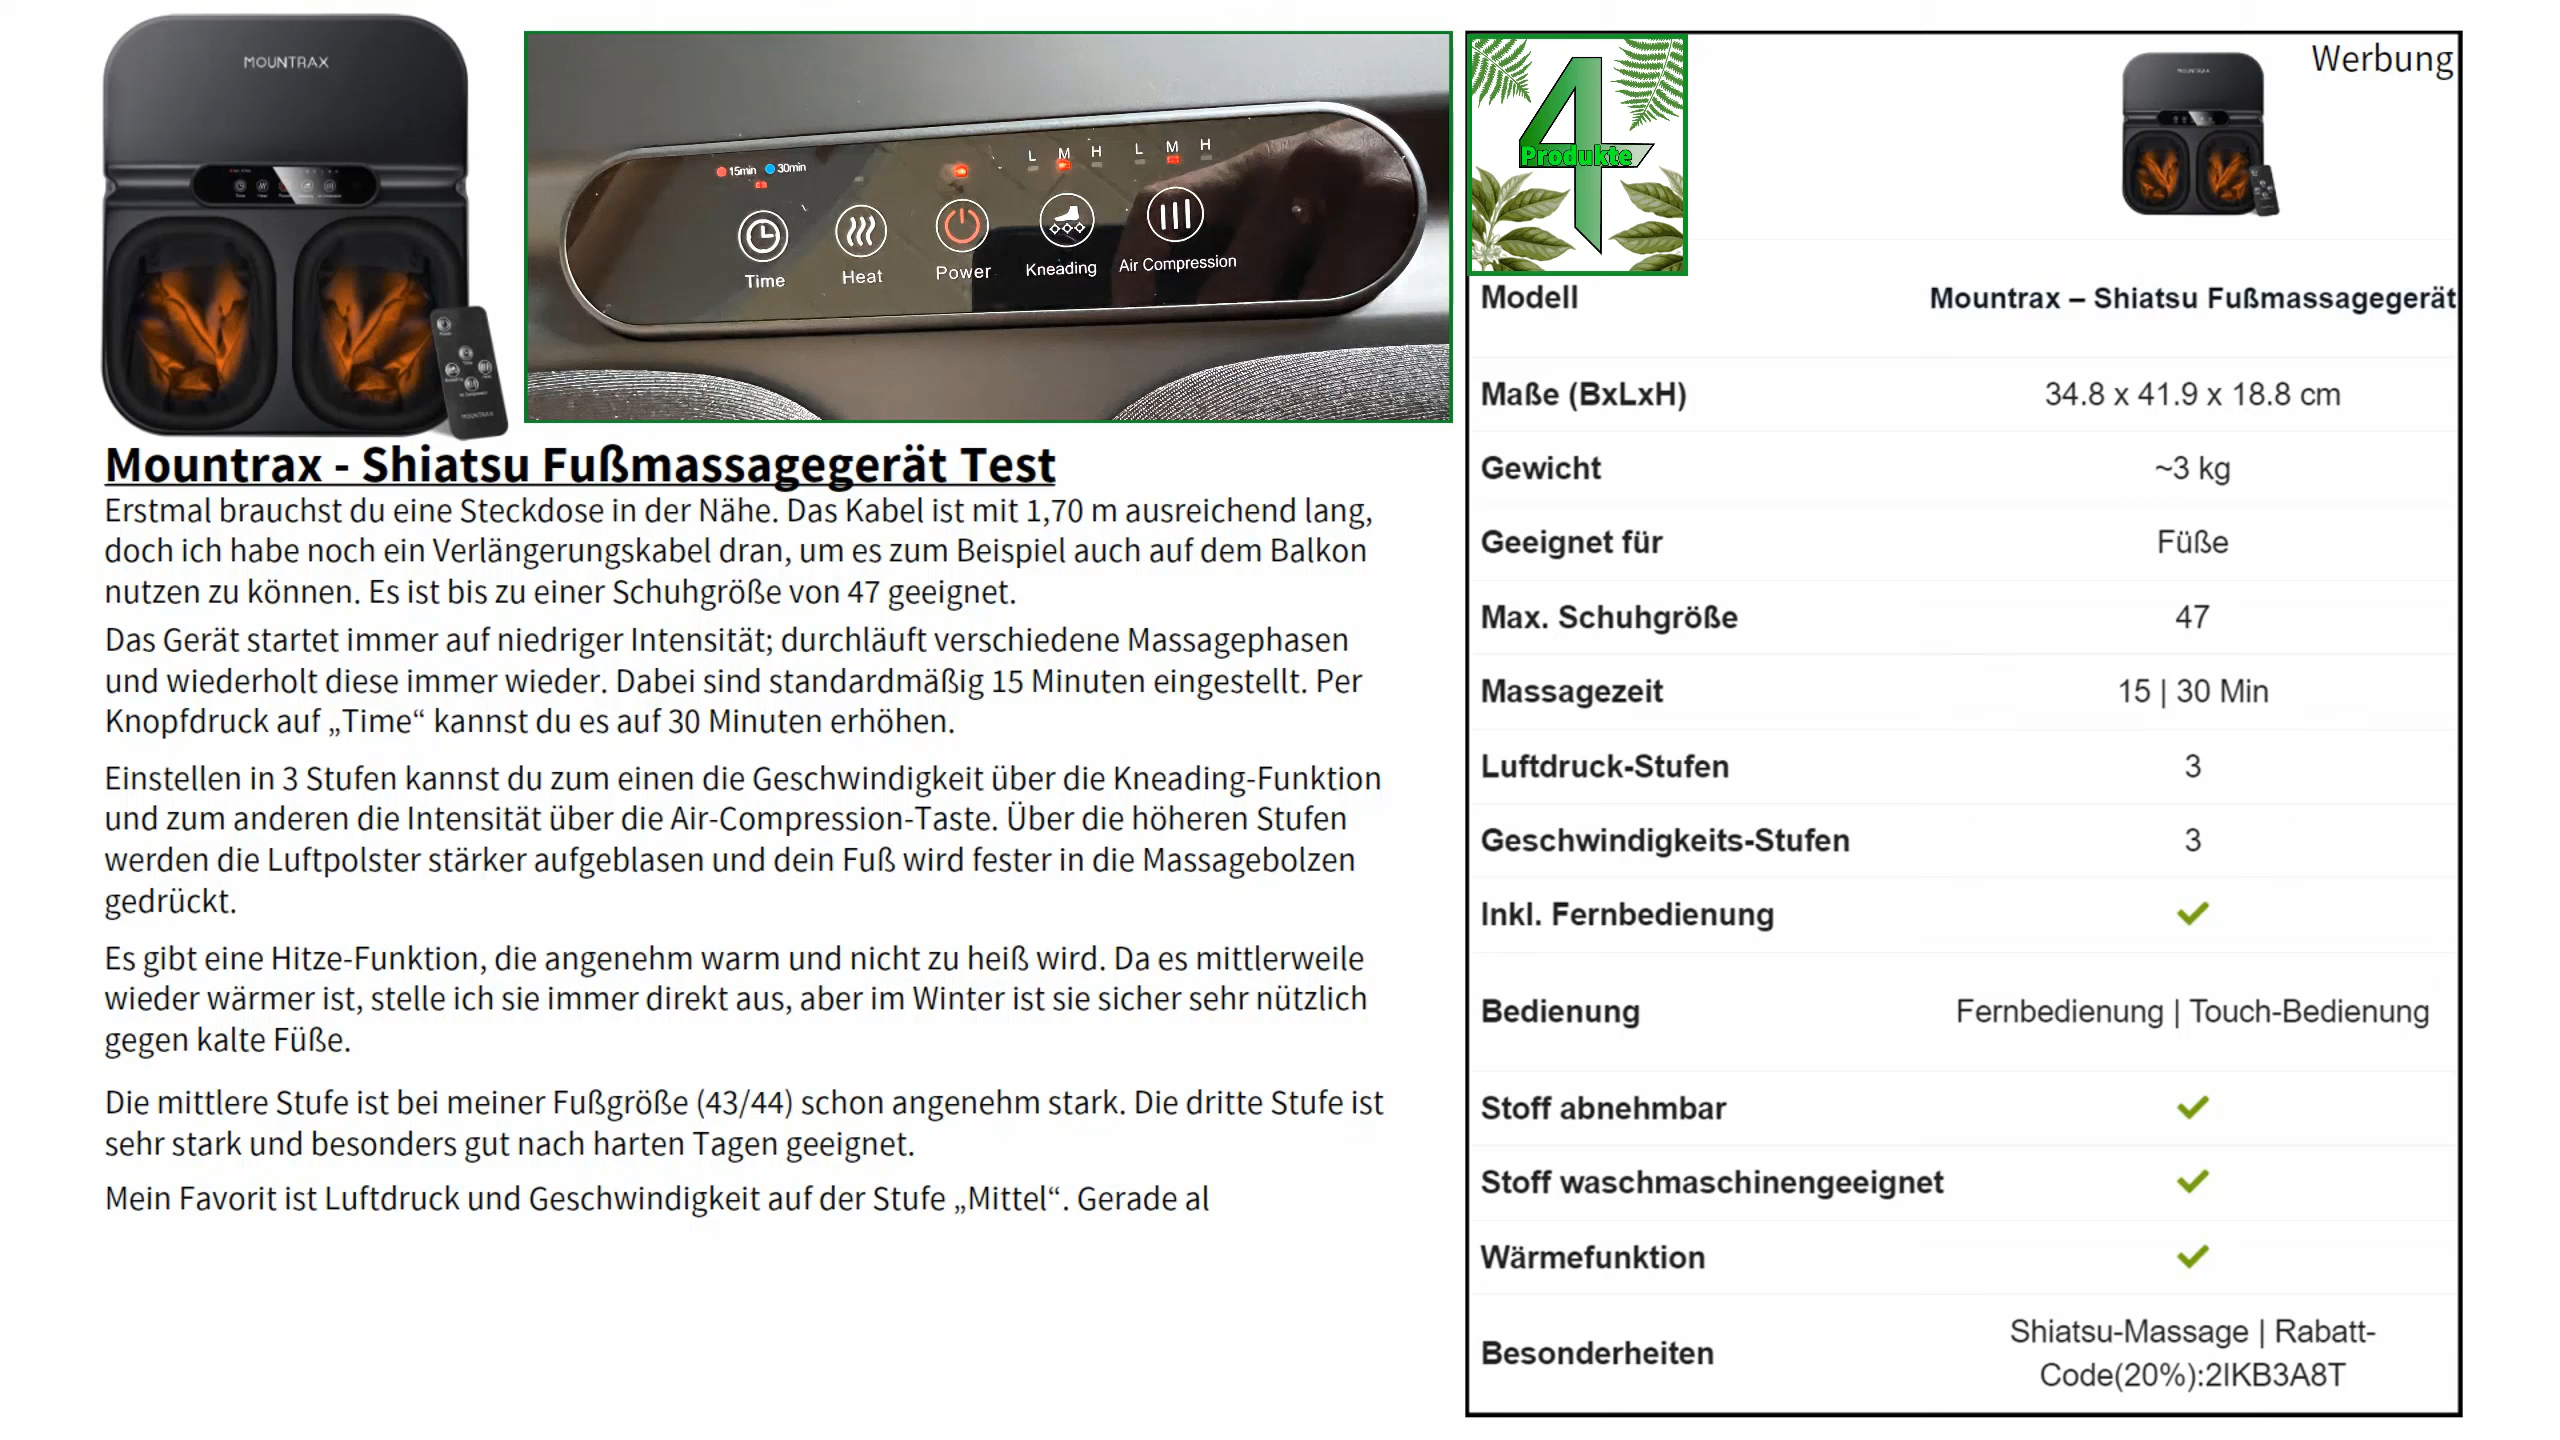 MOUNTRAX
15min 30min
L M H L M H
Time Heat Power Kneading Air Compression
MOUNTRAX
Mountrax - Shiatsu Fußmassagegerät Test
Erstmal brauchst du eine Steckdose in der Nähe. Das Kabel ist mit 1,70 m ausreichend lang,
doch ich habe noch ein Verlängerungskabel dran, um es zum Beispiel auch auf dem Balkon
nutzen zu können. Es ist bis zu einer Schuhgröße von 47 geeignet.
Das Gerät startet immer auf niedriger Intensität; durchläuft verschiedene Massagephasen
und wiederholt diese immer wieder. Dabei sind standardmäßig 15 Minuten eingestellt. Per
Knopfdruck auf „Time“ kannst du es auf 30 Minuten erhöhen.
Einstellen in 3 Stufen kannst du zum einen die Geschwindigkeit über die Kneading-Funktion
und zum anderen die Intensität über die Air-Compression-Taste. Über die höheren Stufen
werden die Luftpolster stärker aufgeblasen und dein Fuß wird fester in die Massagebolzen
gedrückt.
Es gibt eine Hitze-Funktion, die angenehm warm und nicht zu heiß wird. Da es mittlerweile
wieder wärmer ist, stelle ich sie immer direkt aus, aber im Winter ist sie sicher sehr nützlich
gegen kalte Füße.
Die mittlere Stufe ist bei meiner Fußgröße (43/44) schon angenehm stark. Die dritte Stufe ist
sehr stark und besonders gut nach harten Tagen geeignet.
Mein Favorit ist Luftdruck und Geschwindigkeit auf der Stufe „Mittel“. Gerade al
4
Produkte
Werbung
Modell Mountrax – Shiatsu Fußmassagegerät
Maße (BxLxH) 34.8 x 41.9 x 18.8 cm
Gewicht ~3 kg
Geeignet für Füße
Max. Schuhgröße 47
Massagezeit 15 | 30 Min
Luftdruck-Stufen 3
Geschwindigkeits-Stufen 3
Inkl. Fernbedienung
Bedienung Fernbedienung | Touch-Bedienung
Stoff abnehmbar
Stoff waschmaschinengeeignet
Wärmefunktion
Besonderheiten Shiatsu-Massage | Rabatt-
Code(20%):2IKB3A8T